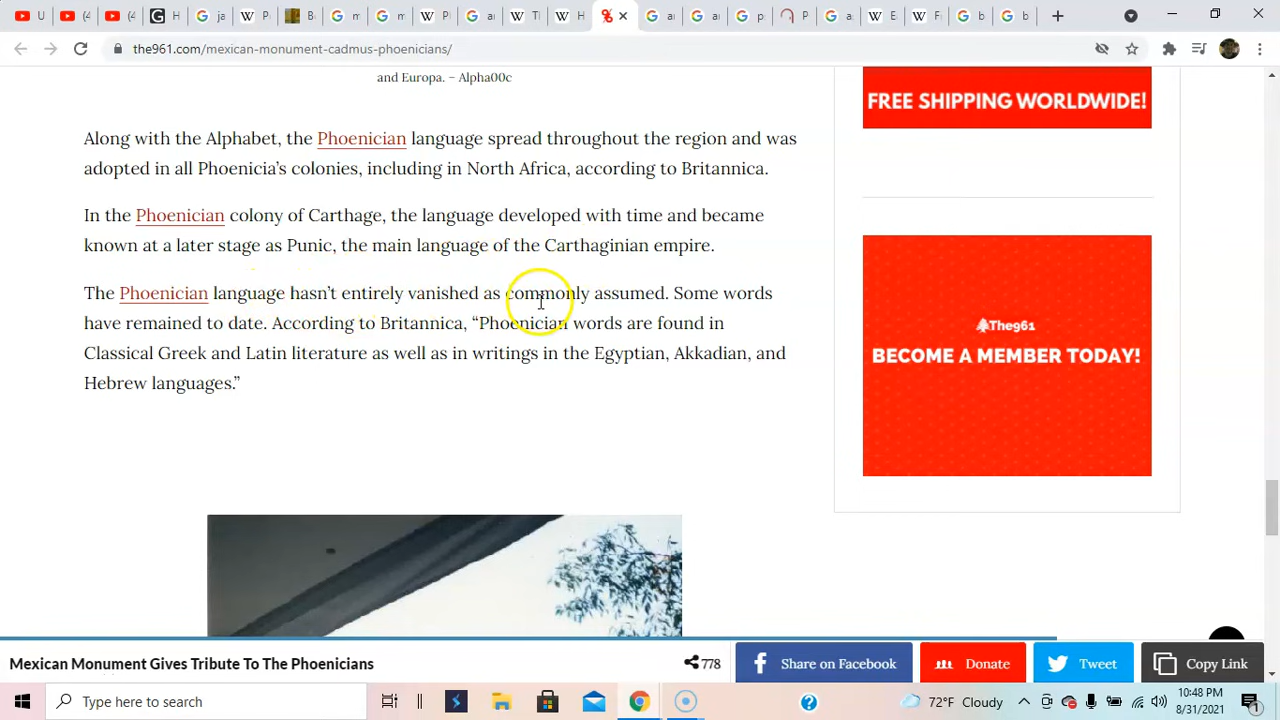 the961.com/mexican-monument-cadmus-phoenicians/
and Europa. – Alpha00c
FREE SHIPPING WORLDWIDE!
Along with the Alphabet, the Phoenician language spread throughout the region and was
adopted in all Phoenicia’s colonies, including in North Africa, according to Britannica.
In the Phoenician colony of Carthage, the language developed with time and became
known at a later stage as Punic, the main language of the Carthaginian empire.
The Phoenician language hasn’t entirely vanished as commonly assumed. Some words
have remained to date. According to Britannica, “Phoenician words are found in
Classical Greek and Latin literature as well as in writings in the Egyptian, Akkadian, and
Hebrew languages.”
The961
BECOME A MEMBER TODAY!
Mexican Monument Gives Tribute To The Phoenicians
778
Share on Facebook
Donate
Tweet
Copy Link
Type here to search
72°F Cloudy
10:48 PM
8/31/2021